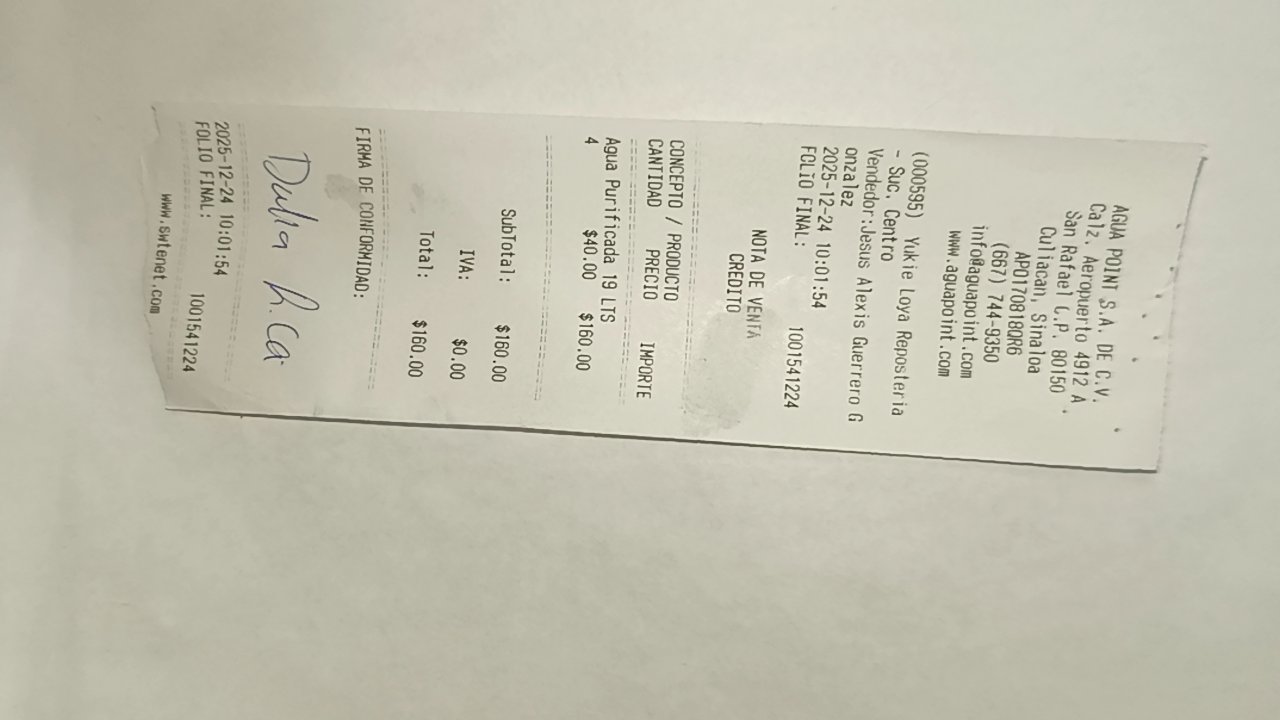 AGUA POINT S.A. DE C.V.
Calz. Aeropuerto 4912 A
San Rafael C.P. 80150
Culiacan, Sinaloa
APO170818QR6
(667) 744-9350
info@aguapoint.com
www.aguapoint.com
(000595) Yukie Loya Reposteria
- Suc. Centro
Vendedor:Jesus Alexis Guerrero G
onzalez
2025-12-24 10:01:54
FOLIO FINAL: 1001541224
NOTA DE VENTA
CREDITO
CONCEPTO / PRODUCTO
CANTIDAD PRECIO IMPORTE
Agua Purificada 19 LTS
4 $40.00 $160.00
SubTotal: $160.00
IVA: $0.00
Total: $160.00
FIRMA DE CONFORMIDAD:
2025-12-24 10:01:54
FOLIO FINAL: 1001541224
www.swtenet.com